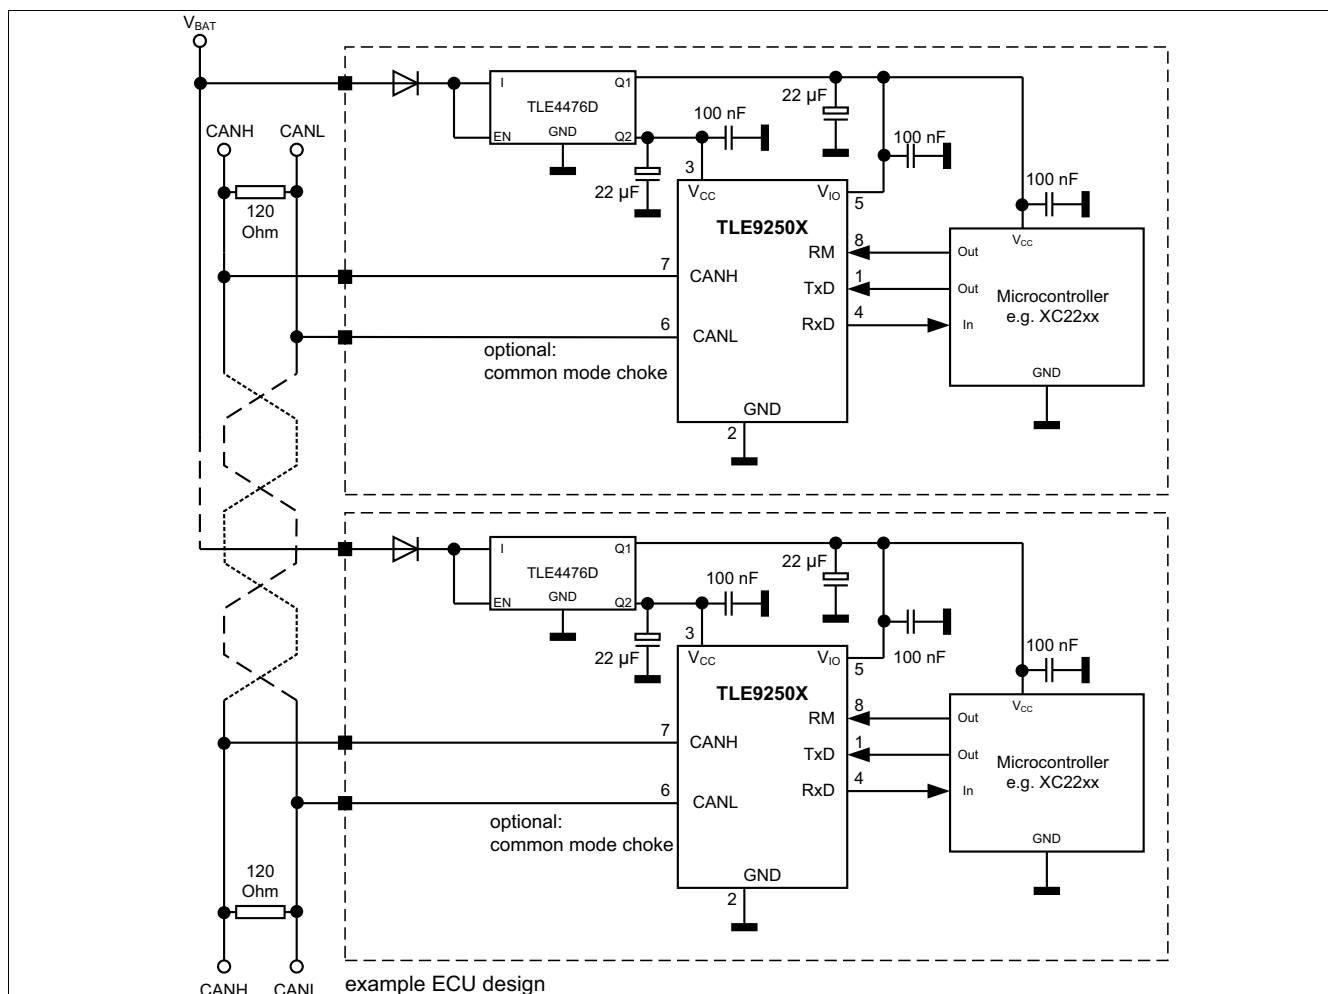 VBAT
CANH
CANL
120
Ohm
I
Q1
TLE4476D
EN
GND
Q2
22 µF
100 nF
22 µF
100 nF
100 nF
3
VCC
VIO
5
TLE9250X
RM
8
TxD
1
RxD
4
7
CANH
6
CANL
optional:
common mode choke
GND
2
VCC
Out
Out
In
Microcontroller
e.g. XC22xx
GND
I
Q1
TLE4476D
EN
GND
Q2
22 µF
100 nF
22 µF
100 nF
100 nF
3
VCC
VIO
5
TLE9250X
RM
8
TxD
1
RxD
4
7
CANH
6
CANL
optional:
common mode choke
GND
2
VCC
Out
Out
In
Microcontroller
e.g. XC22xx
GND
120
Ohm
CANH
CANL
example ECU design